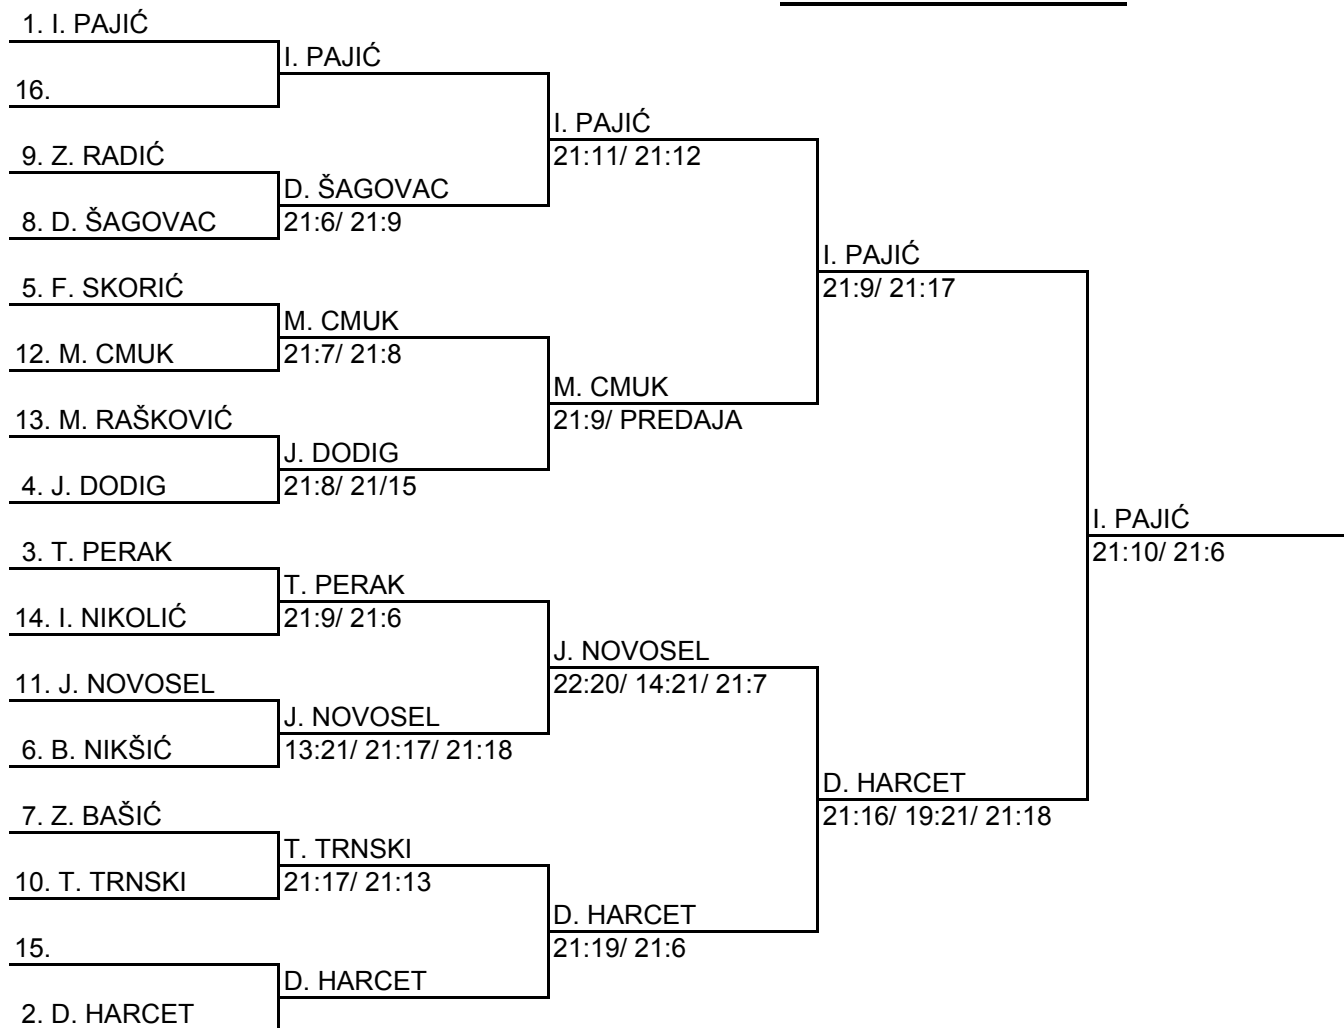 1. I. PAJIĆ
I. PAJIĆ
16.
I. PAJIĆ
21:11/ 21:12
9. Z. RADIĆ
D. ŠAGOVAC
21:6/ 21:9
8. D. ŠAGOVAC
I. PAJIĆ
21:9/ 21:17
5. F. SKORIĆ
M. CMUK
21:7/ 21:8
12. M. CMUK
M. CMUK
21:9/ PREDAJA
13. M. RAŠKOVIĆ
J. DODIG
21:8/ 21/15
4. J. DODIG
I. PAJIĆ
21:10/ 21:6
3. T. PERAK
T. PERAK
21:9/ 21:6
14. I. NIKOLIĆ
J. NOVOSEL
22:20/ 14:21/ 21:7
11. J. NOVOSEL
J. NOVOSEL
13:21/ 21:17/ 21:18
6. B. NIKŠIĆ
D. HARCET
21:16/ 19:21/ 21:18
7. Z. BAŠIĆ
T. TRNSKI
21:17/ 21:13
10. T. TRNSKI
D. HARCET
21:19/ 21:6
15.
D. HARCET
2. D. HARCET